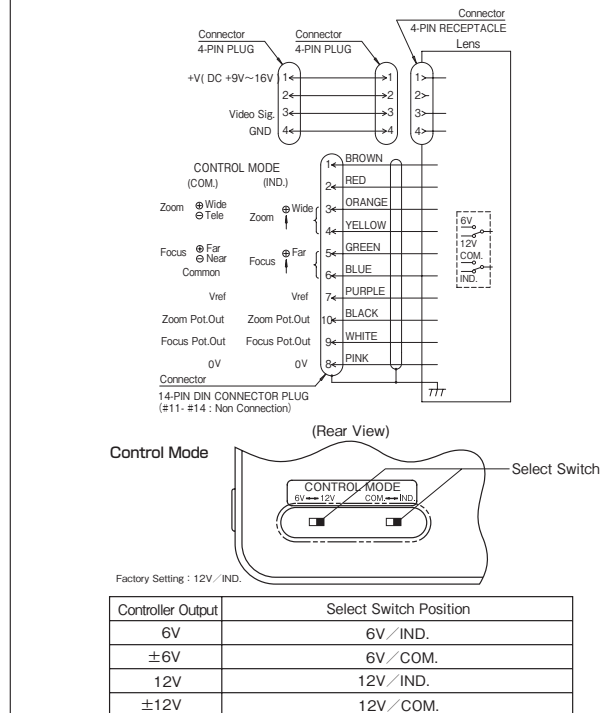 Connector
4-PIN RECEPTACLE
Connector
4-PIN PLUG
Connector
4-PIN PLUG
Lens
+V( DC +9V～16V ) 1 1 1
2 2 2
Video Sig. 3 3 3
GND 4 4 4
CONTROL MODE
(COM.) (IND.)
1 BROWN
2 RED
Zoom ⊕ Wide
⊖ Tele
Zoom ⊕ Wide
3 ORANGE
4 YELLOW
Focus ⊕ Far
⊖ Near
Common
Focus ⊕ Far
5 GREEN
6 BLUE
Vref Vref 7 PURPLE
Zoom Pot.Out Zoom Pot.Out 10 BLACK
Focus Pot.Out Focus Pot.Out 9 WHITE
0V 0V 8 PINK
6V
12V
COM.
IND.
Connector
14-PIN DIN CONNECTOR PLUG
(#11- #14 : Non Connection)
(Rear View)
Control Mode
Select Switch
CONTROL MODE
6V↔12V COM.↔IND.
Factory Setting : 12V／IND.
Controller Output Select Switch Position
6V 6V／IND.
±6V 6V／COM.
12V 12V／IND.
±12V 12V／COM.